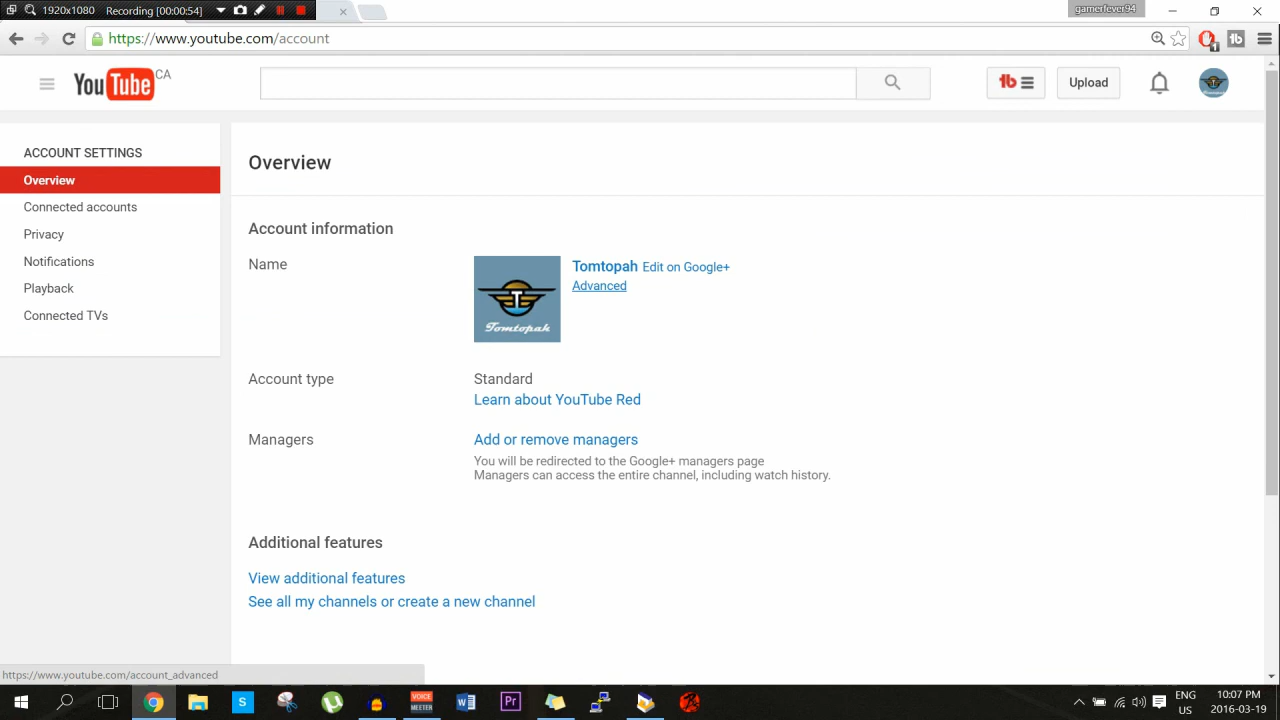 1920x1080 Recording [00:00:54]
gamerfever94
https://www.youtube.com/account
1
YouTube CA
Upload
ACCOUNT SETTINGS
Overview
Connected accounts
Privacy
Notifications
Playback
Connected TVs
Overview
Account information
Name
Tomtopah Edit on Google+
Advanced
T
Tomtopah
Account type
Standard
Learn about YouTube Red
Managers
Add or remove managers
You will be redirected to the Google+ managers page
Managers can access the entire channel, including watch history.
Additional features
View additional features
See all my channels or create a new channel
https://www.youtube.com/account_advanced
VOICE
MEETER
Pr
ENG
US
10:07 PM
2016-03-19